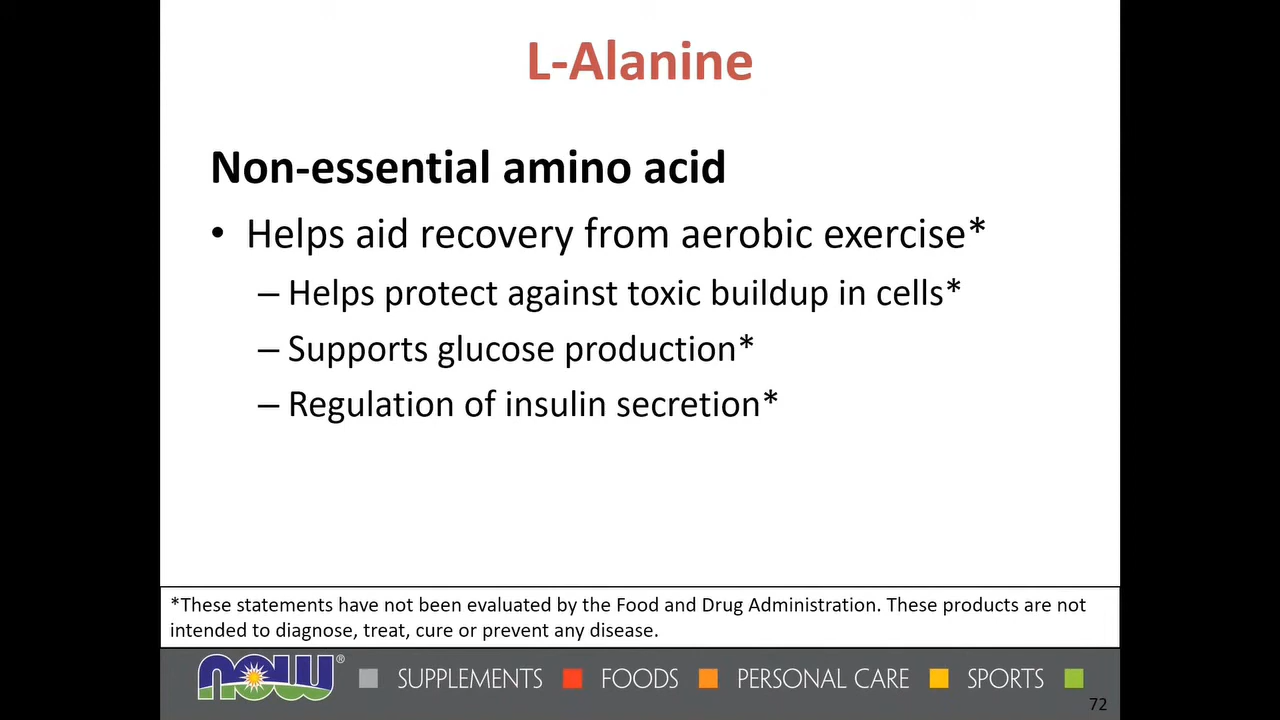 L-Alanine
Non-essential amino acid
• Helps aid recovery from aerobic exercise*
– Helps protect against toxic buildup in cells*
– Supports glucose production*
– Regulation of insulin secretion*
*These statements have not been evaluated by the Food and Drug Administration. These products are not
intended to diagnose, treat, cure or prevent any disease.
now® SUPPLEMENTS FOODS PERSONAL CARE SPORTS
72